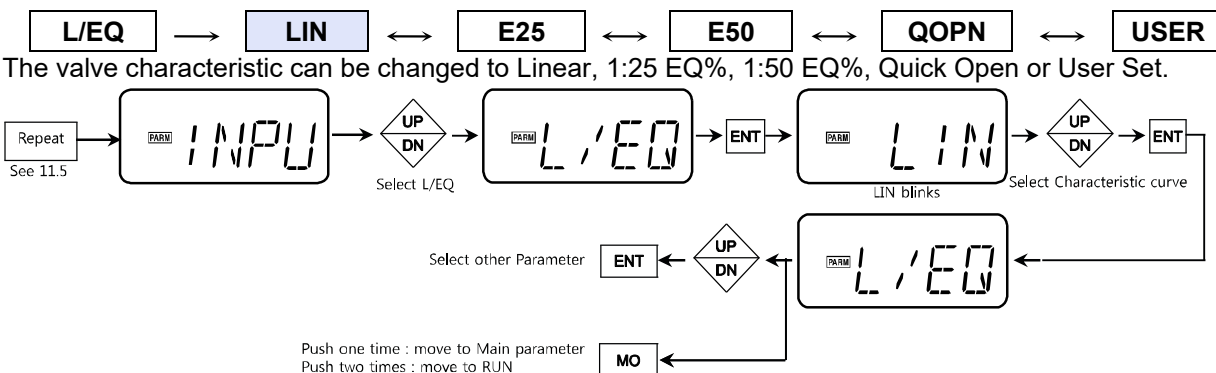 L/EQ LIN E25 E50 QOPN USER
The valve characteristic can be changed to Linear, 1:25 EQ%, 1:50 EQ%, Quick Open or User Set.
Repeat
See 11.5
PARM INPU
UP
DN
Select L/EQ
PARM L/EQ
ENT
PARM LIN
LIN blinks
UP
DN
Select Characteristic curve
ENT
PARM L/EQ
UP
DN
ENT
Select other Parameter
Push one time : move to Main parameter
Push two times : move to RUN
MO